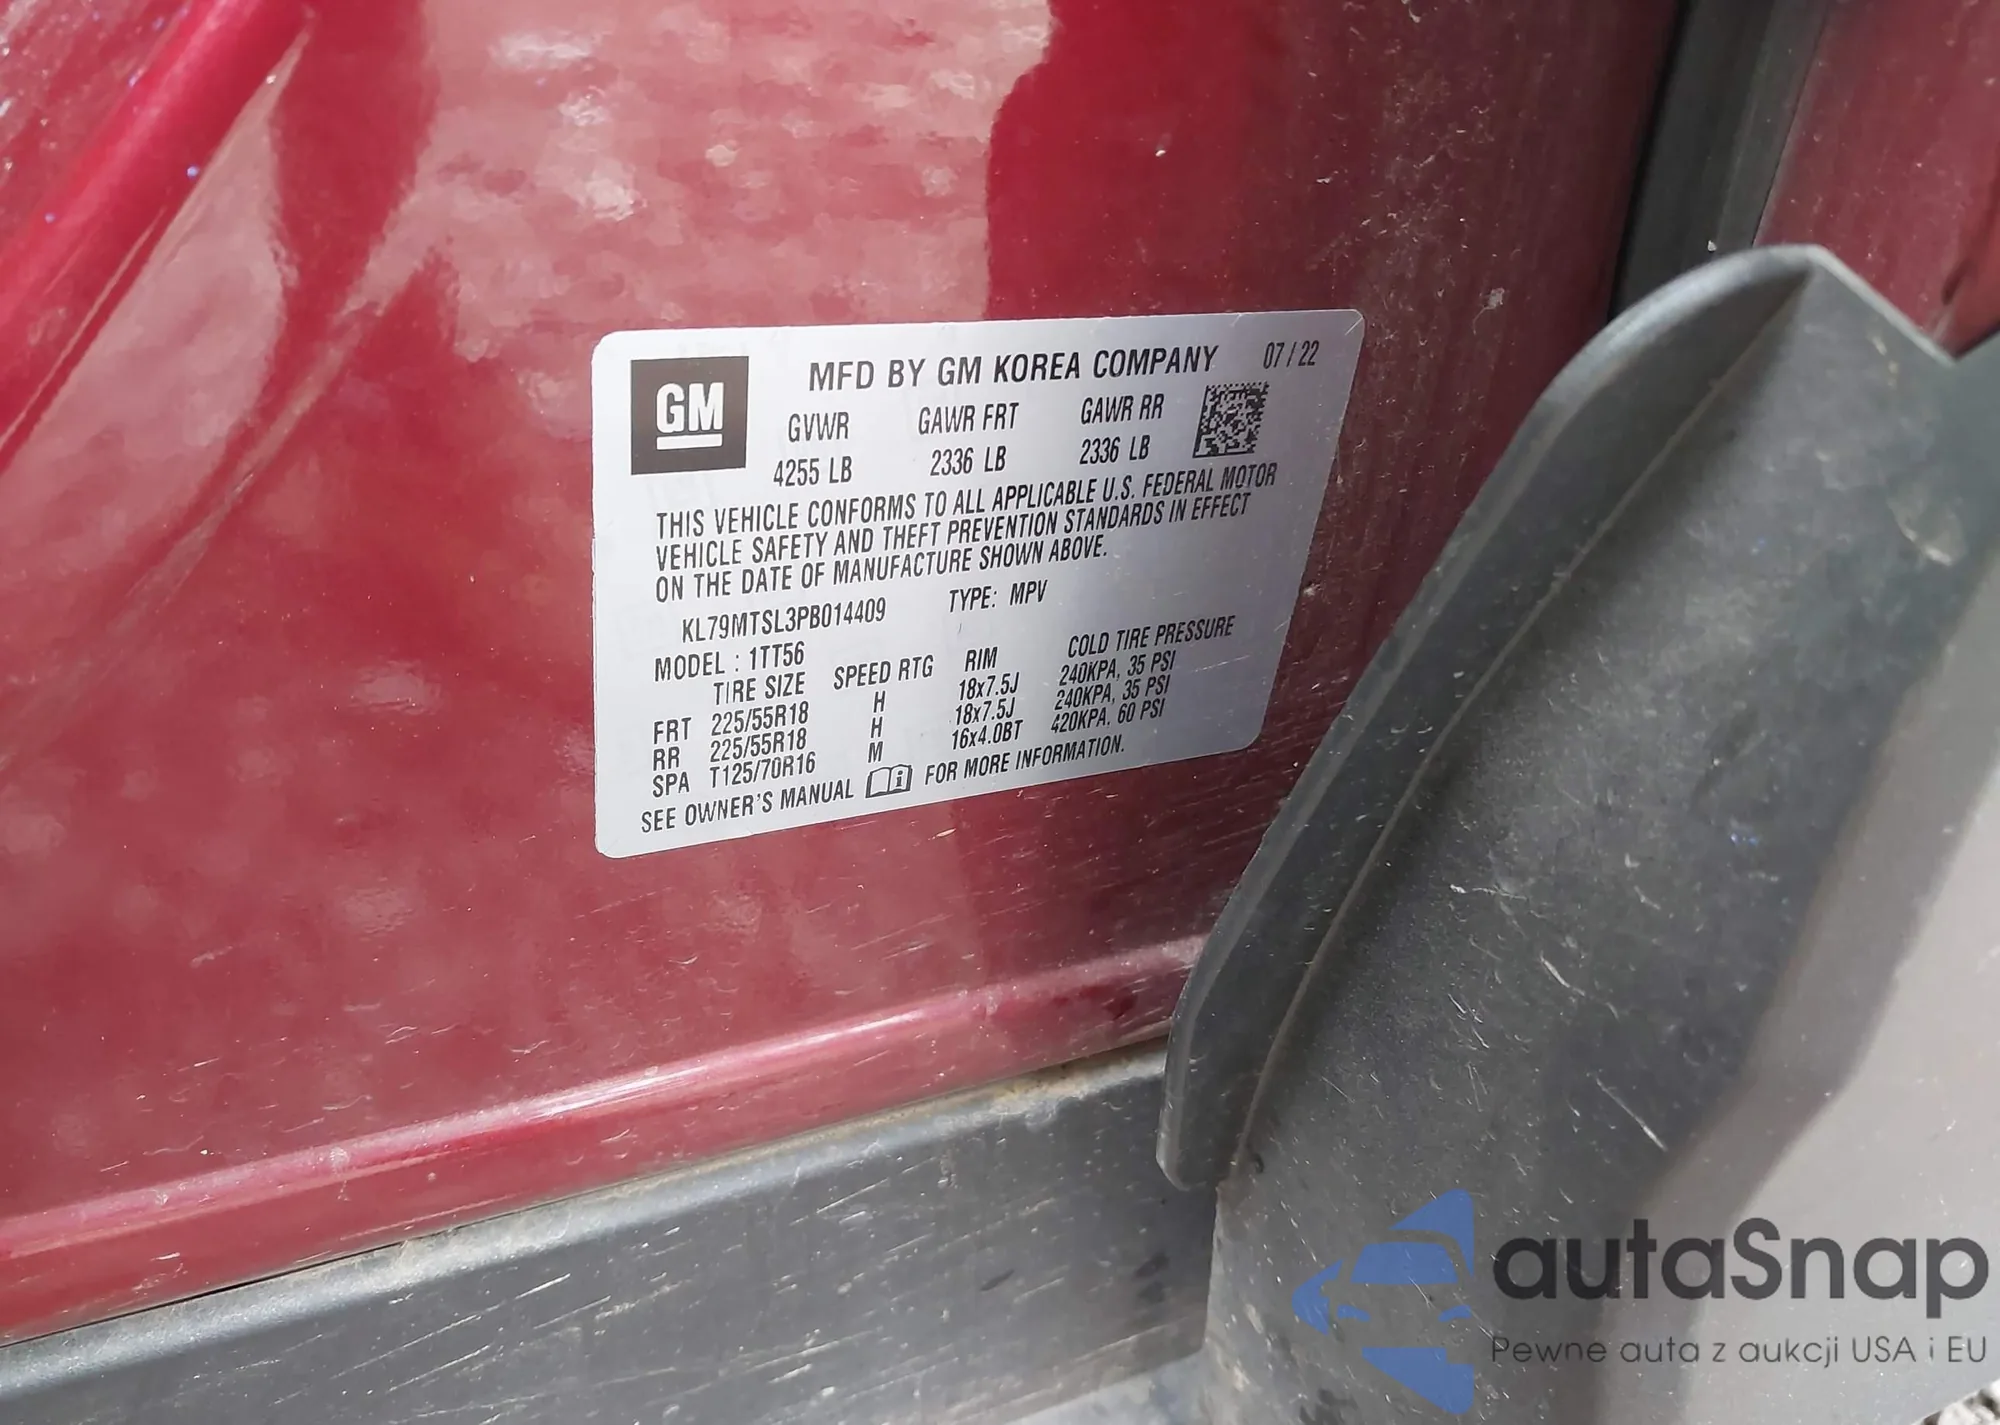 GM
MFD BY GM KOREA COMPANY 07 / 22
GVWR GAWR FRT GAWR RR
4255 LB 2336 LB 2336 LB
THIS VEHICLE CONFORMS TO ALL APPLICABLE U.S. FEDERAL MOTOR
VEHICLE SAFETY AND THEFT PREVENTION STANDARDS IN EFFECT
ON THE DATE OF MANUFACTURE SHOWN ABOVE.
KL79MTSL3PB014409 TYPE: MPV
MODEL : 1TT56
TIRE SIZE SPEED RTG RIM COLD TIRE PRESSURE
FRT 225/55R18 H 18x7.5J 240KPA, 35 PSI
RR 225/55R18 H 18x7.5J 240KPA, 35 PSI
SPA T125/70R16 M 16x4.0BT 420KPA, 60 PSI
SEE OWNER'S MANUAL FOR MORE INFORMATION.
autaSnap
Pewne auta z aukcji USA i EU